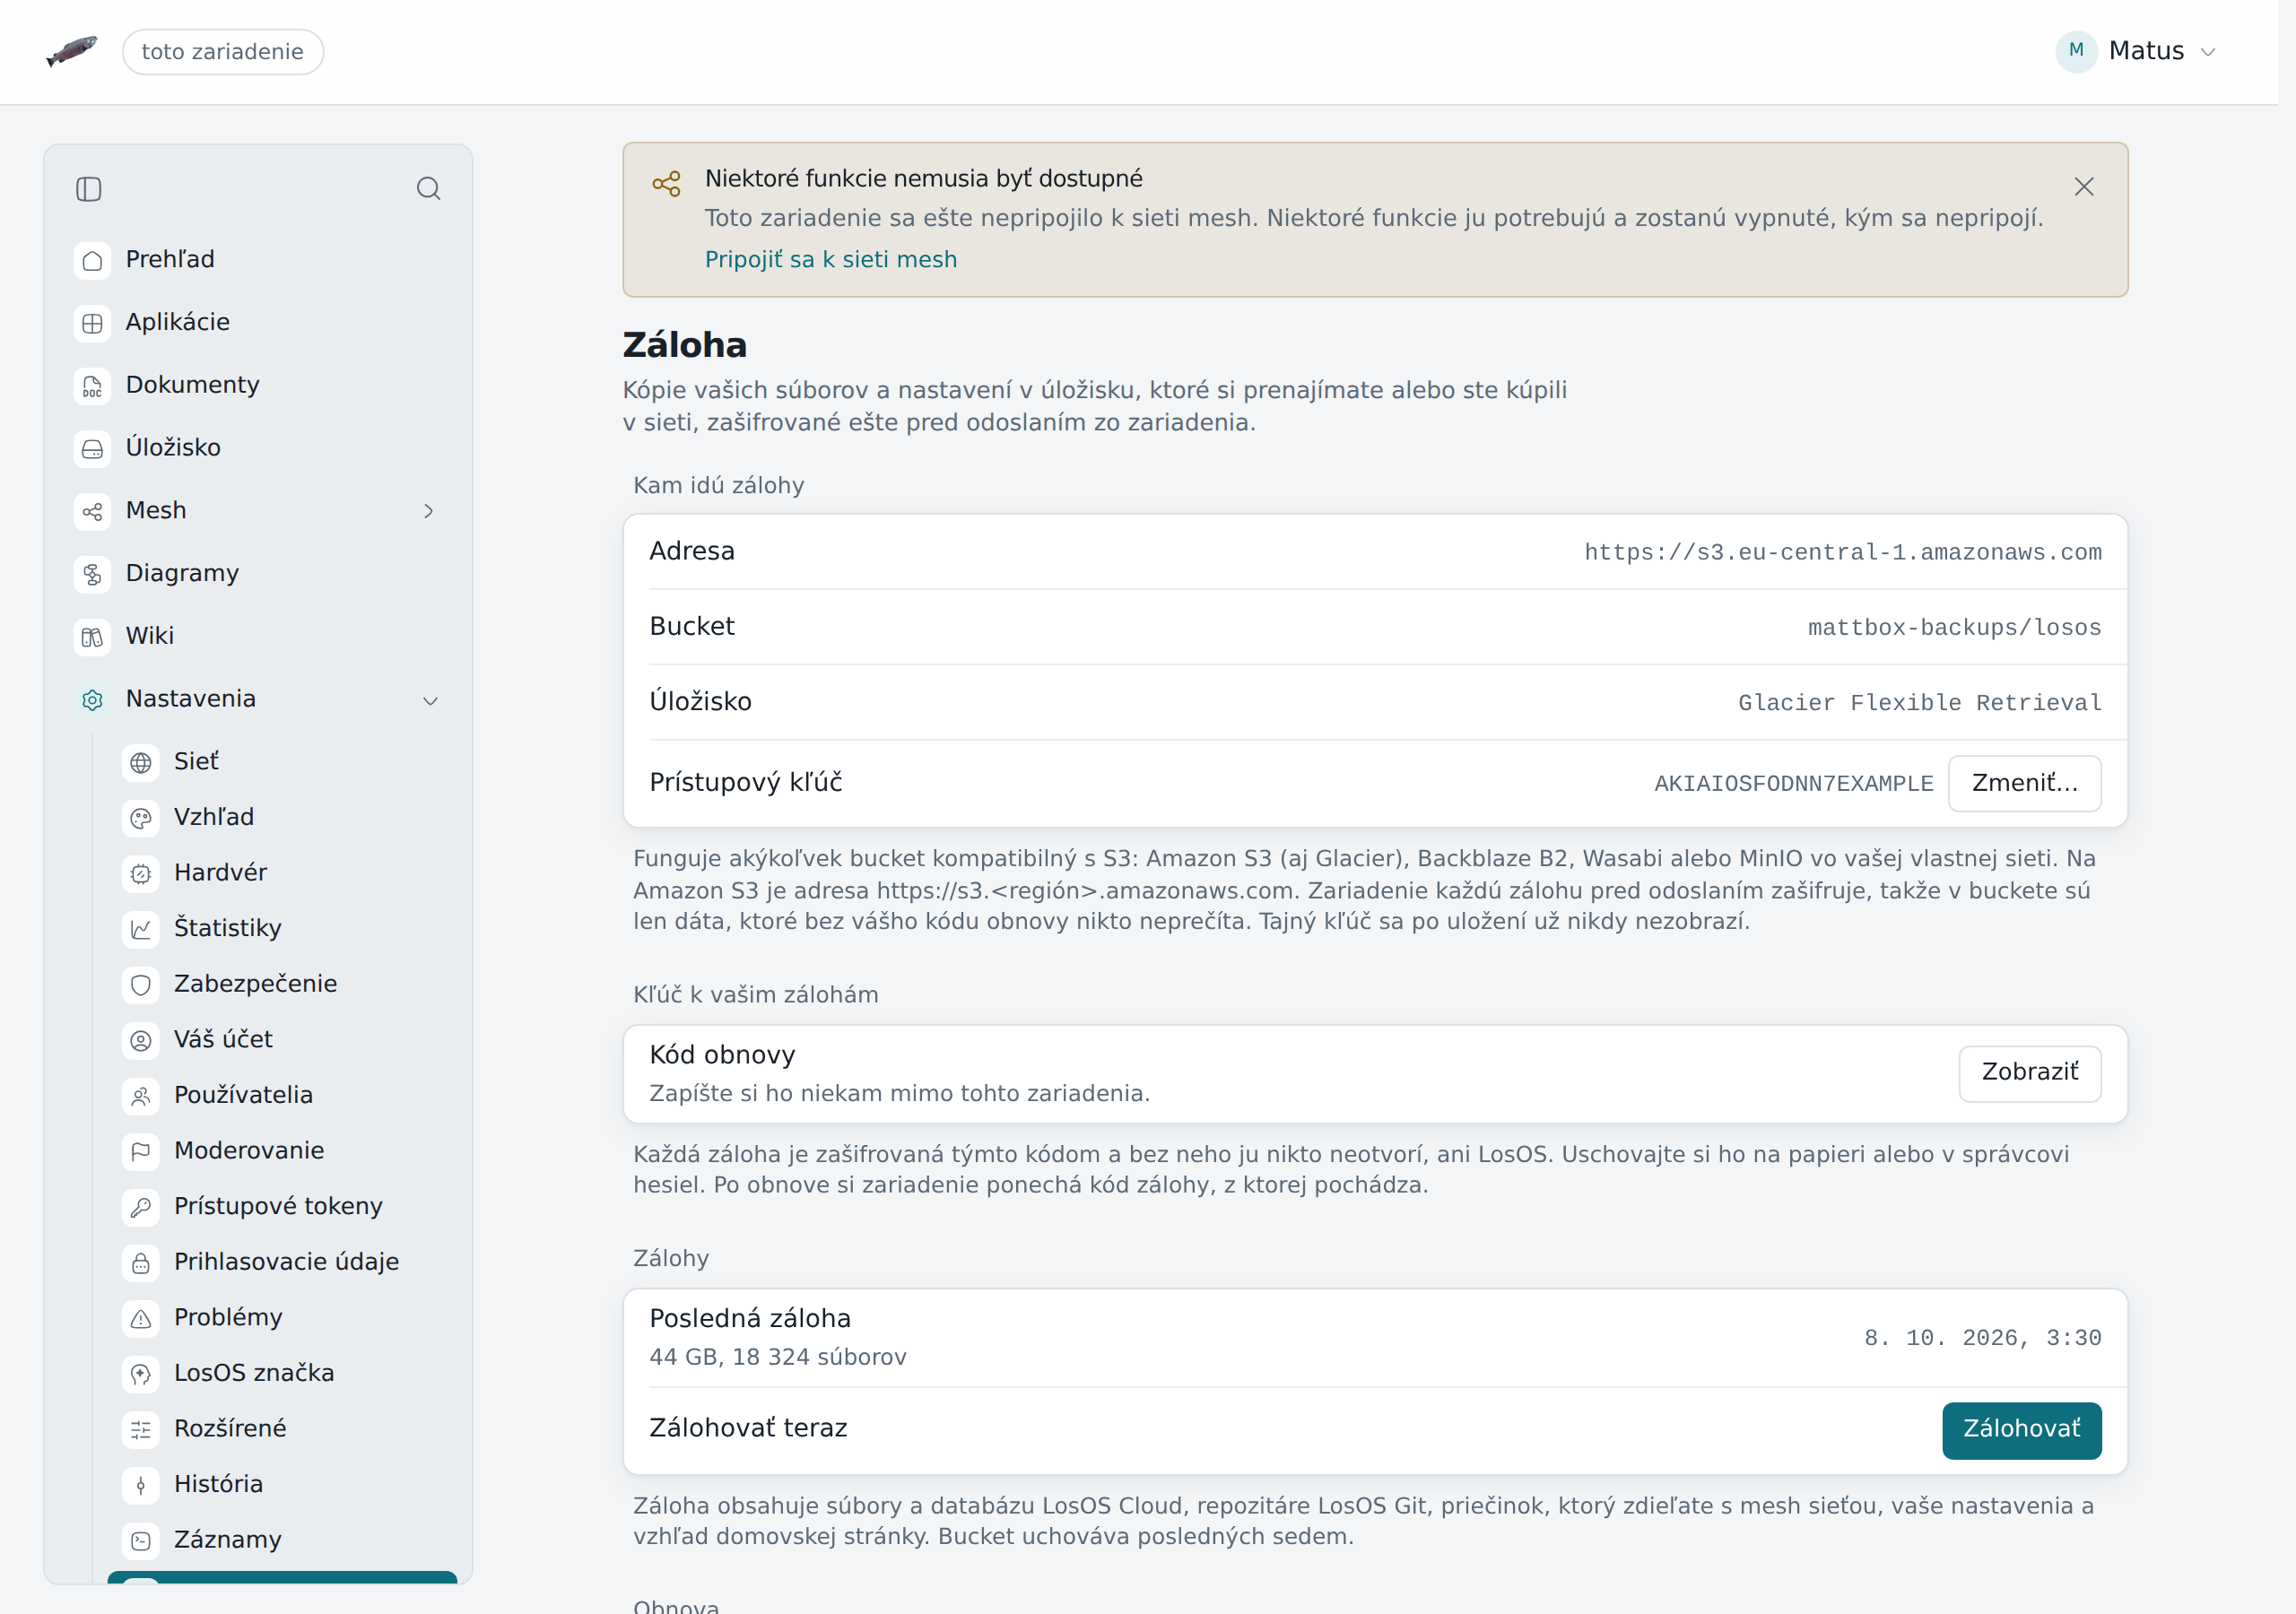 toto zariadenie
M Matus
Prehľad
Aplikácie
Dokumenty
Úložisko
Mesh
Diagramy
Wiki
Nastavenia
Sieť
Vzhľad
Hardvér
Štatistiky
Zabezpečenie
Váš účet
Používatelia
Moderovanie
Prístupové tokeny
Prihlasovacie údaje
Problémy
LosOS značka
Rozšírené
História
Záznamy
Niektoré funkcie nemusia byť dostupné
Toto zariadenie sa ešte nepripojilo k sieti mesh. Niektoré funkcie ju potrebujú a zostanú vypnuté, kým sa nepripojí.
Pripojiť sa k sieti mesh
Záloha
Kópie vašich súborov a nastavení v úložisku, ktoré si prenajímate alebo ste kúpili
v sieti, zašifrované ešte pred odoslaním zo zariadenia.
Kam idú zálohy
Adresa https://s3.eu-central-1.amazonaws.com
Bucket mattbox-backups/losos
Úložisko Glacier Flexible Retrieval
Prístupový kľúč AKIAIOSFODNN7EXAMPLE Zmeniť…
Funguje akýkoľvek bucket kompatibilný s S3: Amazon S3 (aj Glacier), Backblaze B2, Wasabi alebo MinIO vo vašej vlastnej sieti. Na
Amazon S3 je adresa https://s3.<región>.amazonaws.com. Zariadenie každú zálohu pred odoslaním zašifruje, takže v buckete sú
len dáta, ktoré bez vášho kódu obnovy nikto neprečíta. Tajný kľúč sa po uložení už nikdy nezobrazí.
Kľúč k vašim zálohám
Kód obnovy
Zapíšte si ho niekam mimo tohto zariadenia.
Zobraziť
Každá záloha je zašifrovaná týmto kódom a bez neho ju nikto neotvorí, ani LosOS. Uschovajte si ho na papieri alebo v správcovi
hesiel. Po obnove si zariadenie ponechá kód zálohy, z ktorej pochádza.
Zálohy
Posledná záloha
44 GB, 18 324 súborov
8. 10. 2026, 3:30
Zálohovať teraz Zálohovať
Záloha obsahuje súbory a databázu LosOS Cloud, repozitáre LosOS Git, priečinok, ktorý zdieľate s mesh sieťou, vaše nastavenia a
vzhľad domovskej stránky. Bucket uchováva posledných sedem.
Obnova